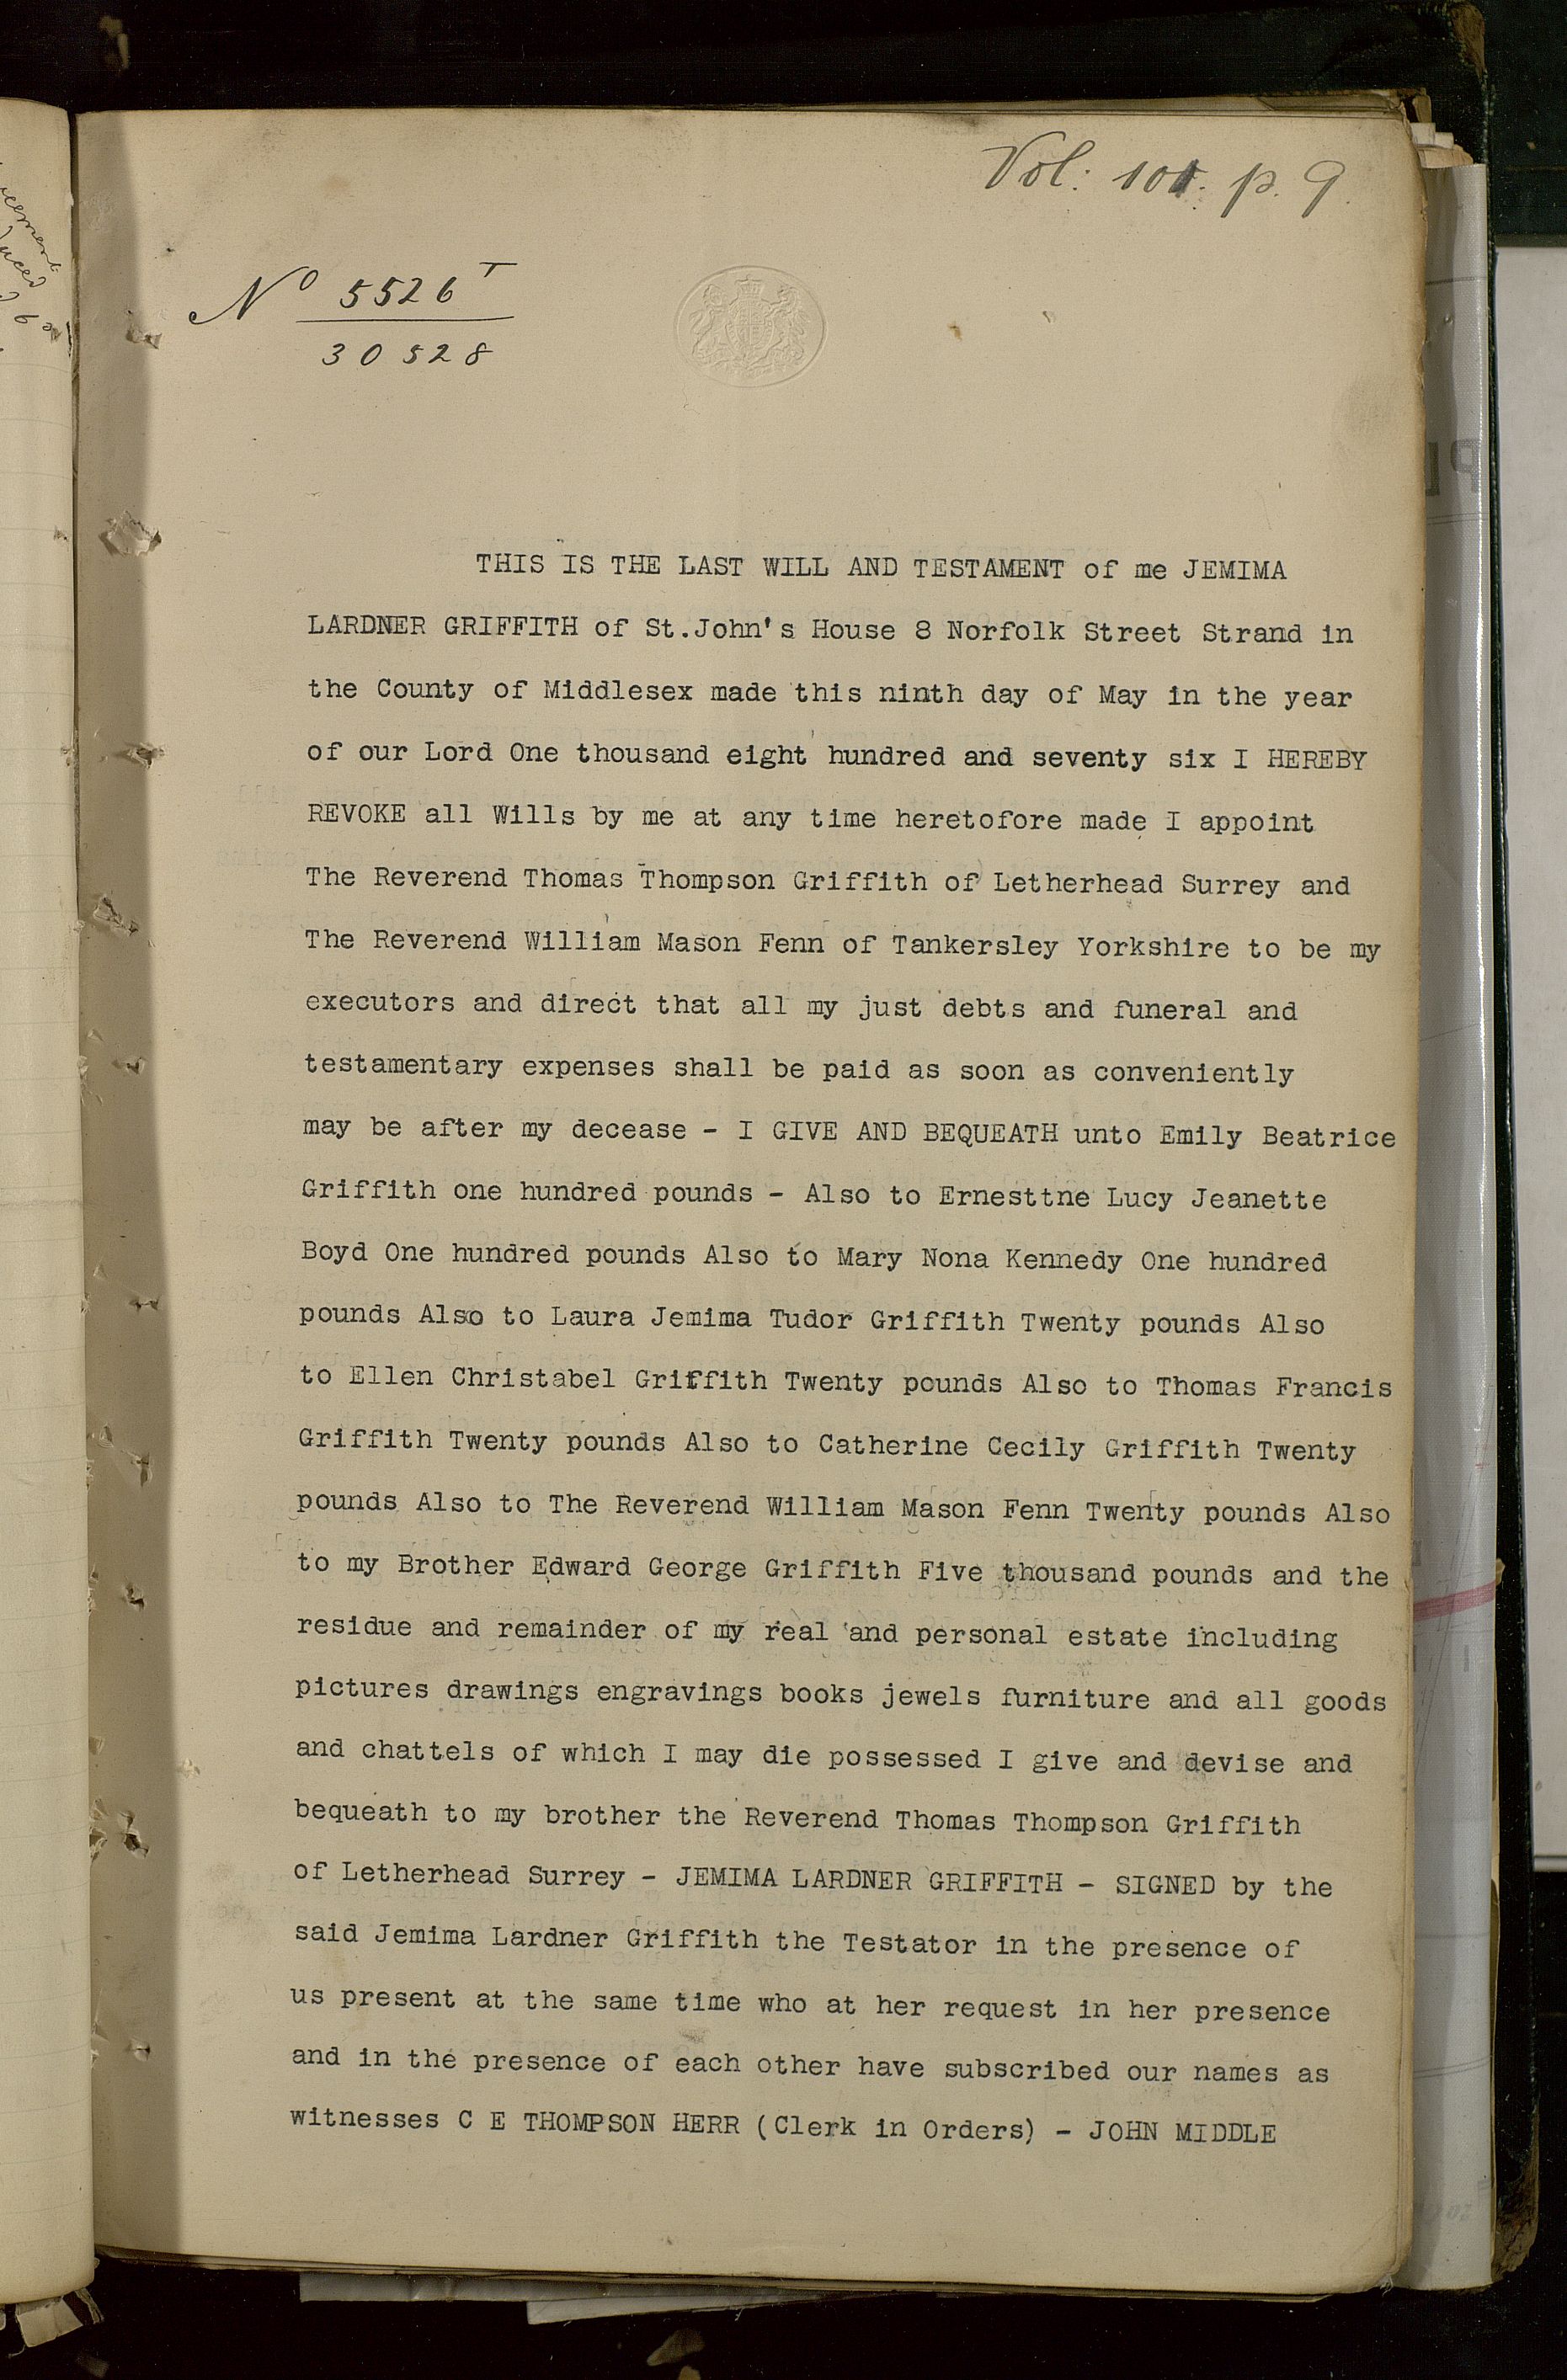 Vol: 101. p. 9.
No 5526 T
30528
THIS IS THE LAST WILL AND TESTAMENT of me JEMIMA
LARDNER GRIFFITH of St.John's House 8 Norfolk Street Strand in
the County of Middlesex made this ninth day of May in the year
of our Lord One thousand eight hundred and seventy six I HEREBY
REVOKE all Wills by me at any time heretofore made I appoint
The Reverend Thomas Thompson Griffith of Letherhead Surrey and
The Reverend William Mason Fenn of Tankersley Yorkshire to be my
executors and direct that all my just debts and funeral and
testamentary expenses shall be paid as soon as conveniently
may be after my decease - I GIVE AND BEQUEATH unto Emily Beatrice
Griffith one hundred pounds - Also to Ernesttne Lucy Jeanette
Boyd One hundred pounds Also to Mary Nona Kennedy One hundred
pounds Also to Laura Jemima Tudor Griffith Twenty pounds Also
to Ellen Christabel Griffith Twenty pounds Also to Thomas Francis
Griffith Twenty pounds Also to Catherine Cecily Griffith Twenty
pounds Also to The Reverend William Mason Fenn Twenty pounds Also
to my Brother Edward George Griffith Five thousand pounds and the
residue and remainder of my real and personal estate including
pictures drawings engravings books jewels furniture and all goods
and chattels of which I may die possessed I give and devise and
bequeath to my brother the Reverend Thomas Thompson Griffith
of Letherhead Surrey - JEMIMA LARDNER GRIFFITH - SIGNED by the
said Jemima Lardner Griffith the Testator in the presence of
us present at the same time who at her request in her presence
and in the presence of each other have subscribed our names as
witnesses C E THOMPSON HERR (Clerk in Orders) - JOHN MIDDLE